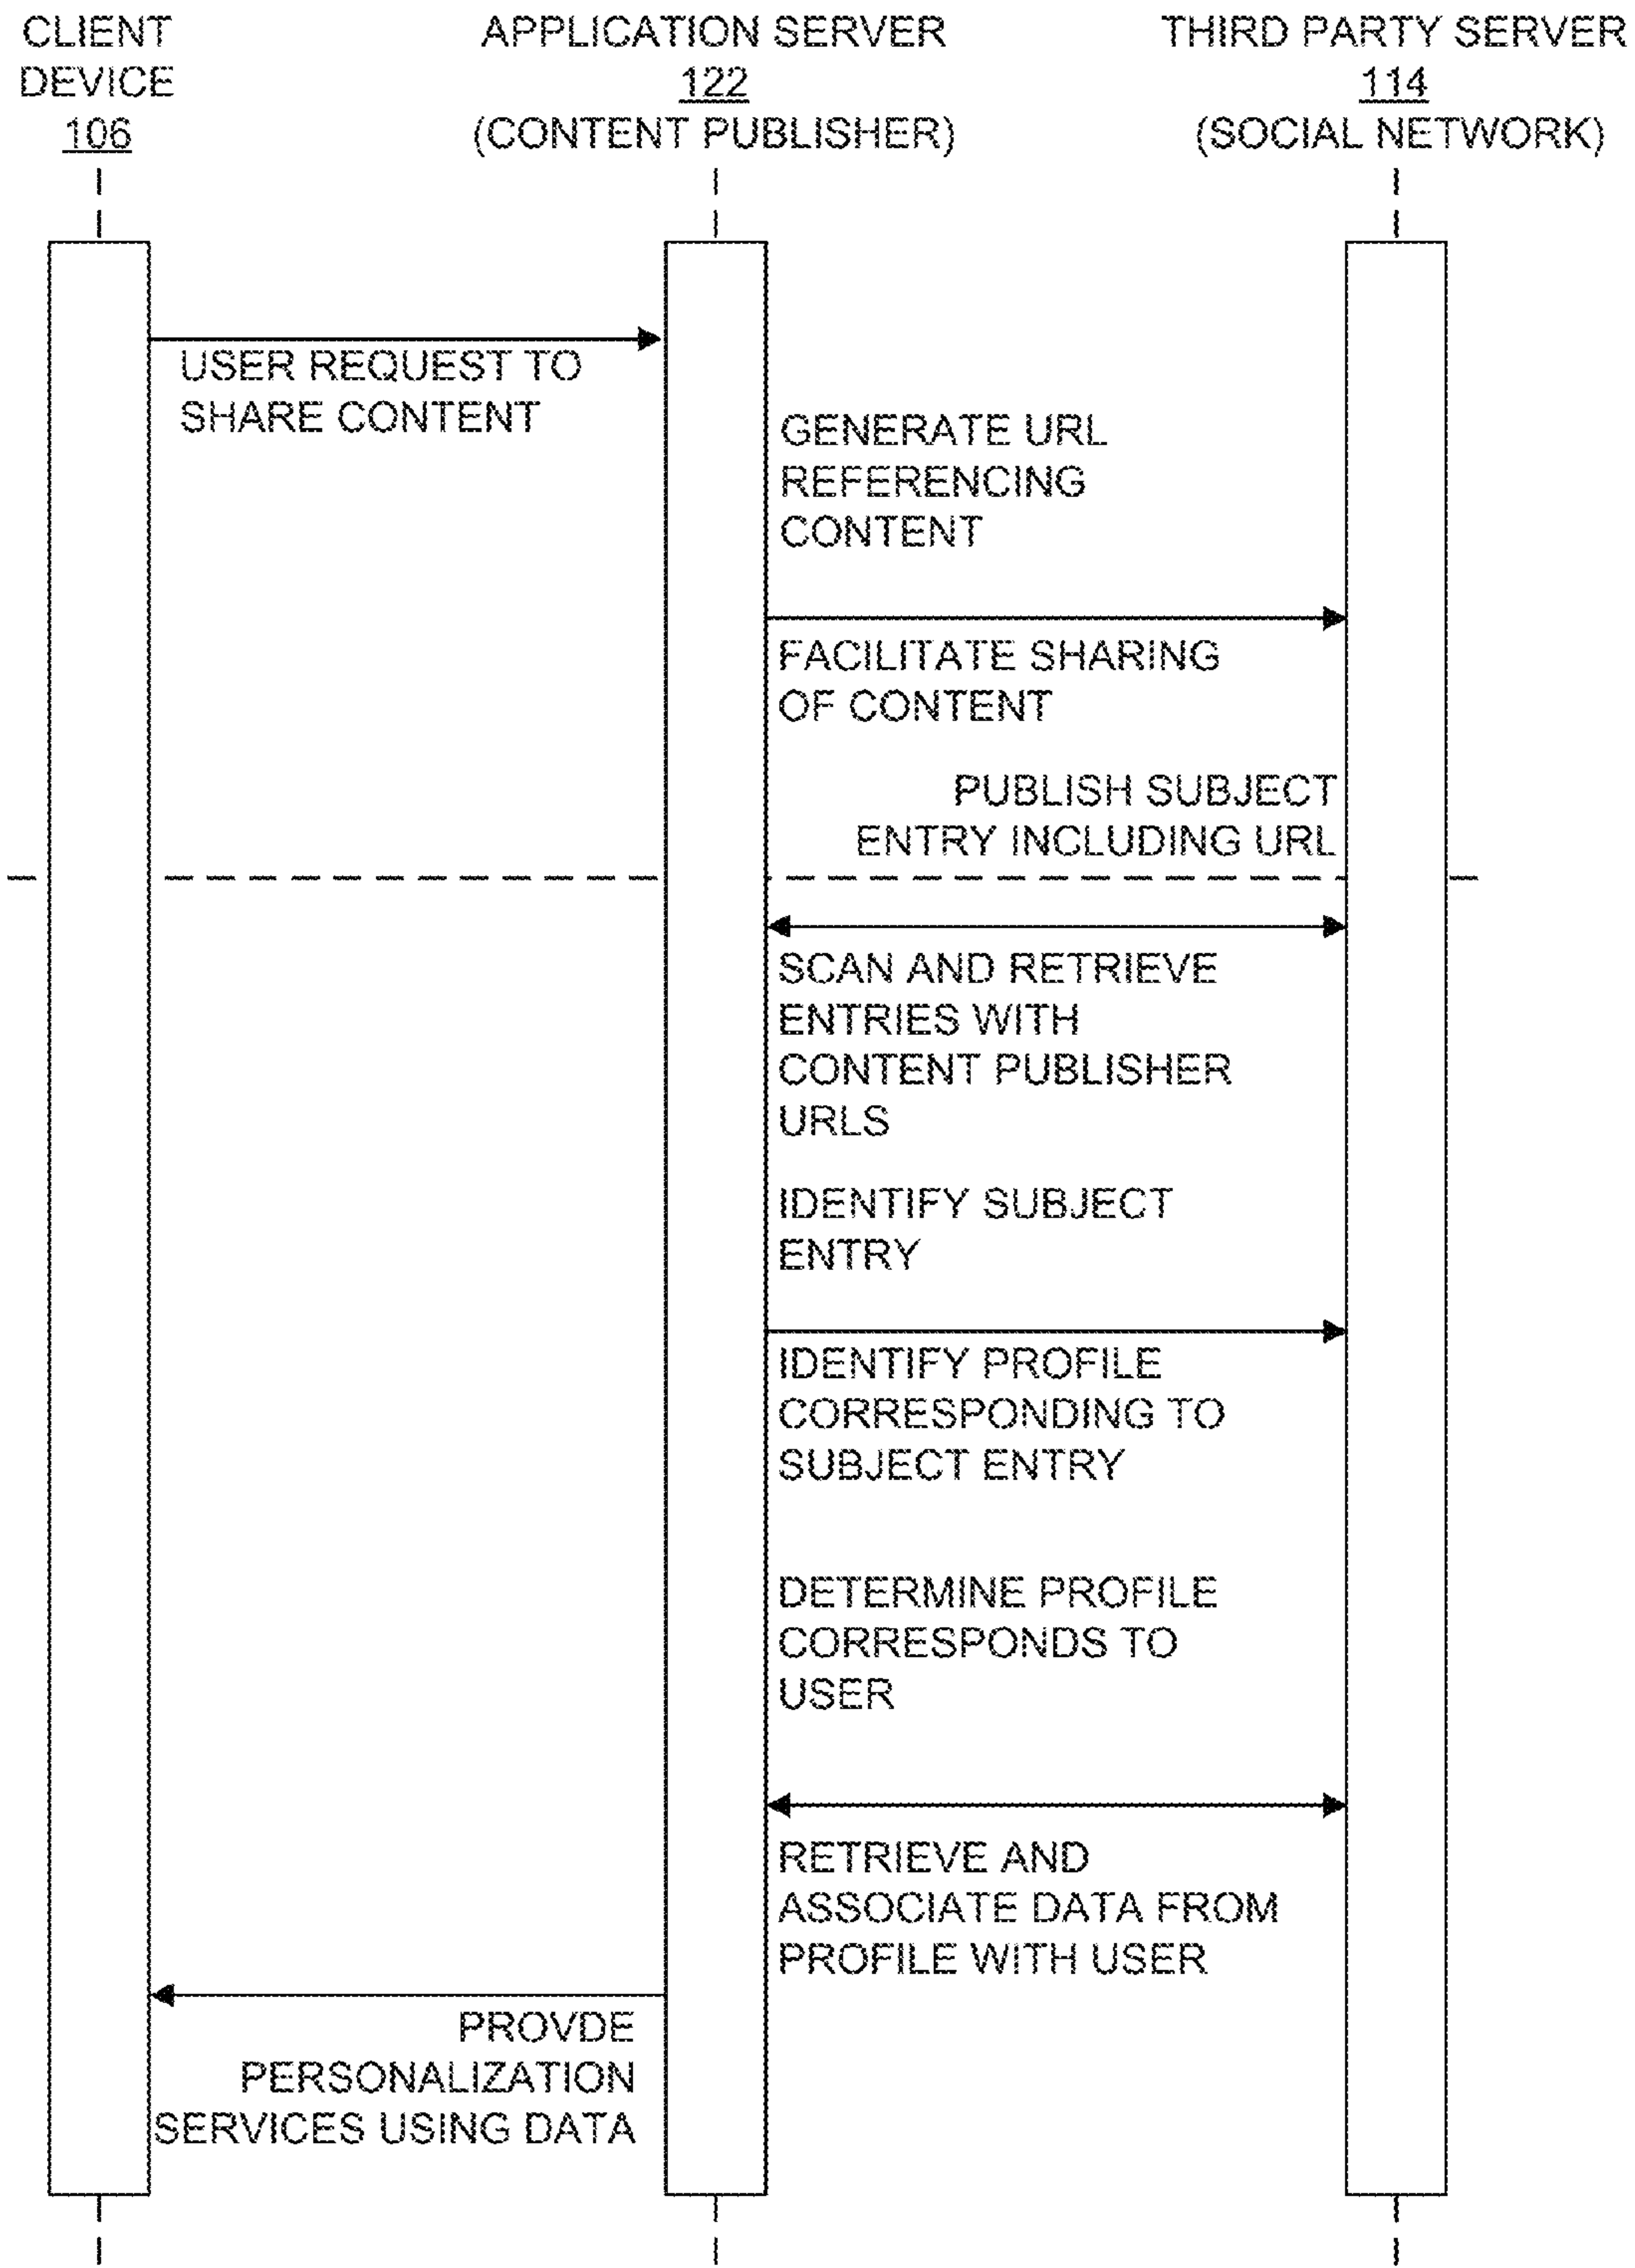 CLIENT
DEVICE
106
APPLICATION SERVER
122
(CONTENT PUBLISHER)
THIRD PARTY SERVER
114
(SOCIAL NETWORK)
USER REQUEST TO
SHARE CONTENT
GENERATE URL
REFERENCING
CONTENT
FACILITATE SHARING
OF CONTENT
PUBLISH SUBJECT
ENTRY INCLUDING URL
SCAN AND RETRIEVE
ENTRIES WITH
CONTENT PUBLISHER
URLS
IDENTIFY SUBJECT
ENTRY
IDENTIFY PROFILE
CORRESPONDING TO
SUBJECT ENTRY
DETERMINE PROFILE
CORRESPONDS TO
USER
RETRIEVE AND
ASSOCIATE DATA FROM
PROFILE WITH USER
PROVDE
PERSONALIZATION
SERVICES USING DATA